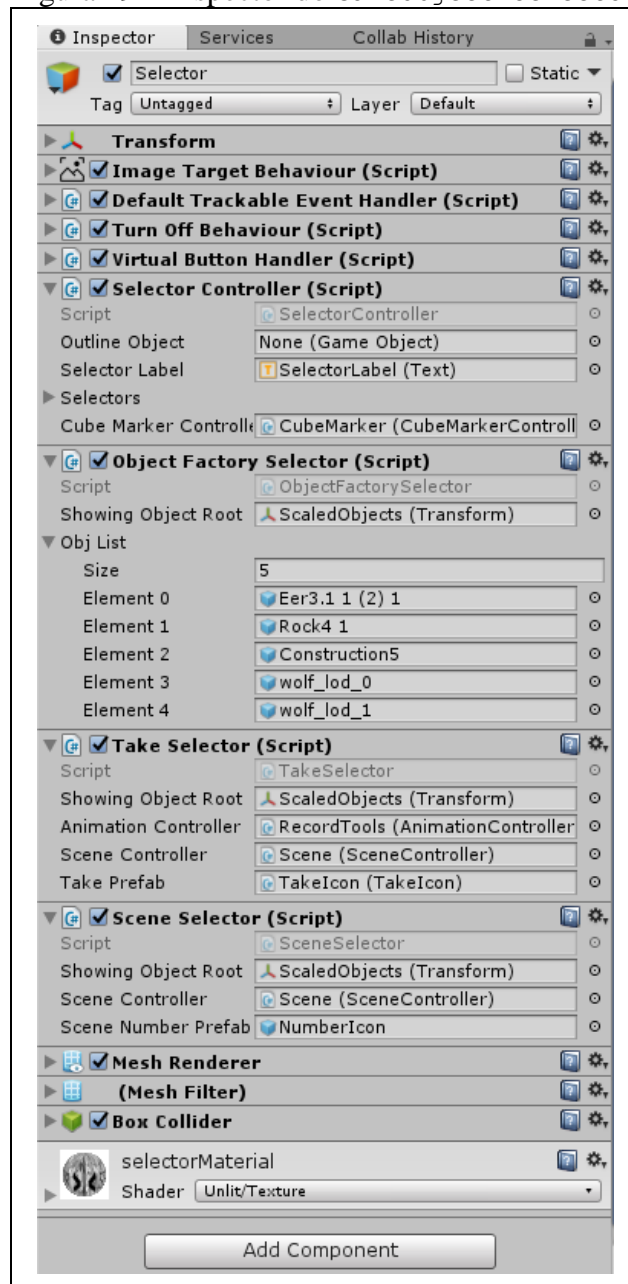 Inspector Services Collab History
Selector Static
Tag Untagged Layer Default
Transform
Image Target Behaviour (Script)
Default Trackable Event Handler (Script)
Turn Off Behaviour (Script)
Virtual Button Handler (Script)
Selector Controller (Script)
Script SelectorController
Outline Object None (Game Object)
Selector Label SelectorLabel (Text)
Selectors
Cube Marker Controlle CubeMarker (CubeMarkerControll
Object Factory Selector (Script)
Script ObjectFactorySelector
Showing Object Root ScaledObjects (Transform)
Obj List
Size 5
Element 0 Eer3.1 1 (2) 1
Element 1 Rock4 1
Element 2 Construction5
Element 3 wolf_lod_0
Element 4 wolf_lod_1
Take Selector (Script)
Script TakeSelector
Showing Object Root ScaledObjects (Transform)
Animation Controller RecordTools (AnimationController
Scene Controller Scene (SceneController)
Take Prefab TakeIcon (TakeIcon)
Scene Selector (Script)
Script SceneSelector
Showing Object Root ScaledObjects (Transform)
Scene Controller Scene (SceneController)
Scene Number Prefab NumberIcon
Mesh Renderer
(Mesh Filter)
Box Collider
selectorMaterial
Shader Unlit/Texture
Add Component